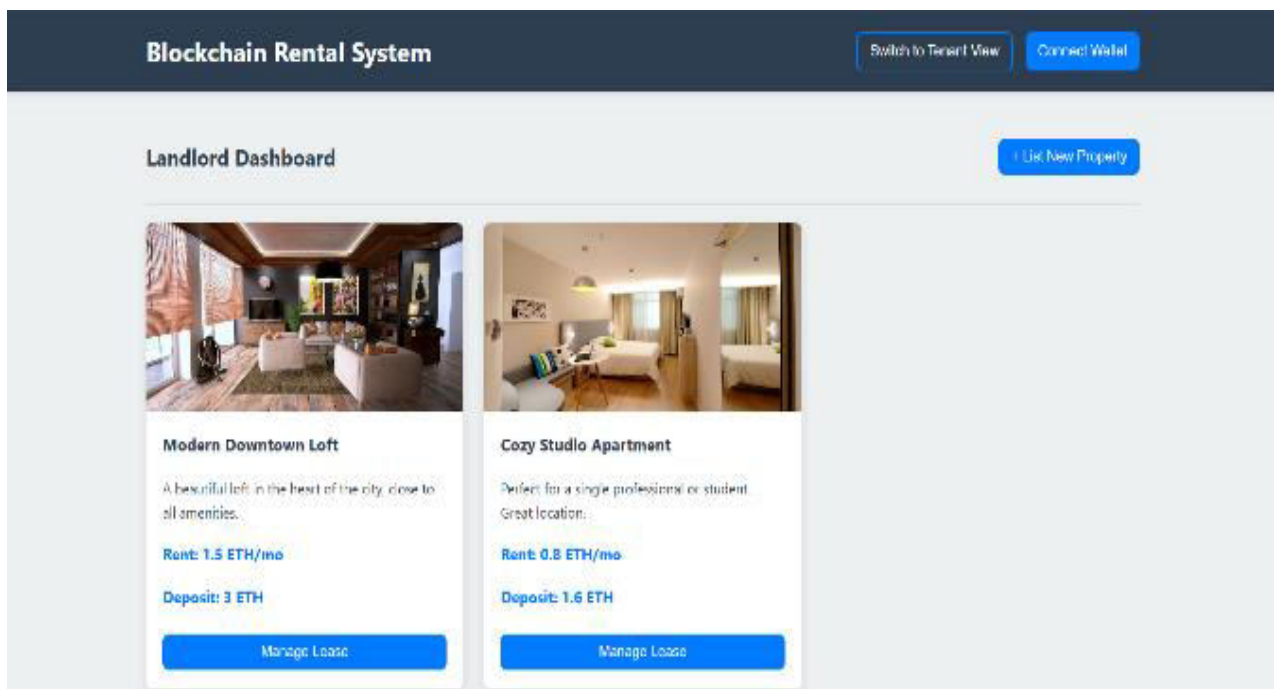 Blockchain Rental System
Switch to Tenant View
Connect Wallet
Landlord Dashboard
+ List New Property
Modern Downtown Loft
A beautiful loft in the heart of the city, close to
all amenities.
Rent: 1.5 ETH/mo
Deposit: 3 ETH
Manage Lease
Cozy Studio Apartment
Perfect for a single professional or student.
Great location.
Rent: 0.8 ETH/mo
Deposit: 1.6 ETH
Manage Lease